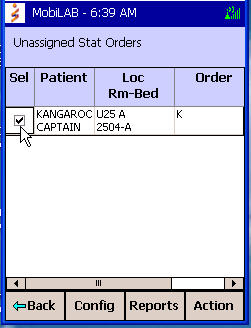 MobiLAB - 6:39 AM
Unassigned Stat Orders
Sel Patient Loc Rm-Bed Order
KANGAROC U25 A K
CAPTAIN 2504-A
Back Config Reports Action